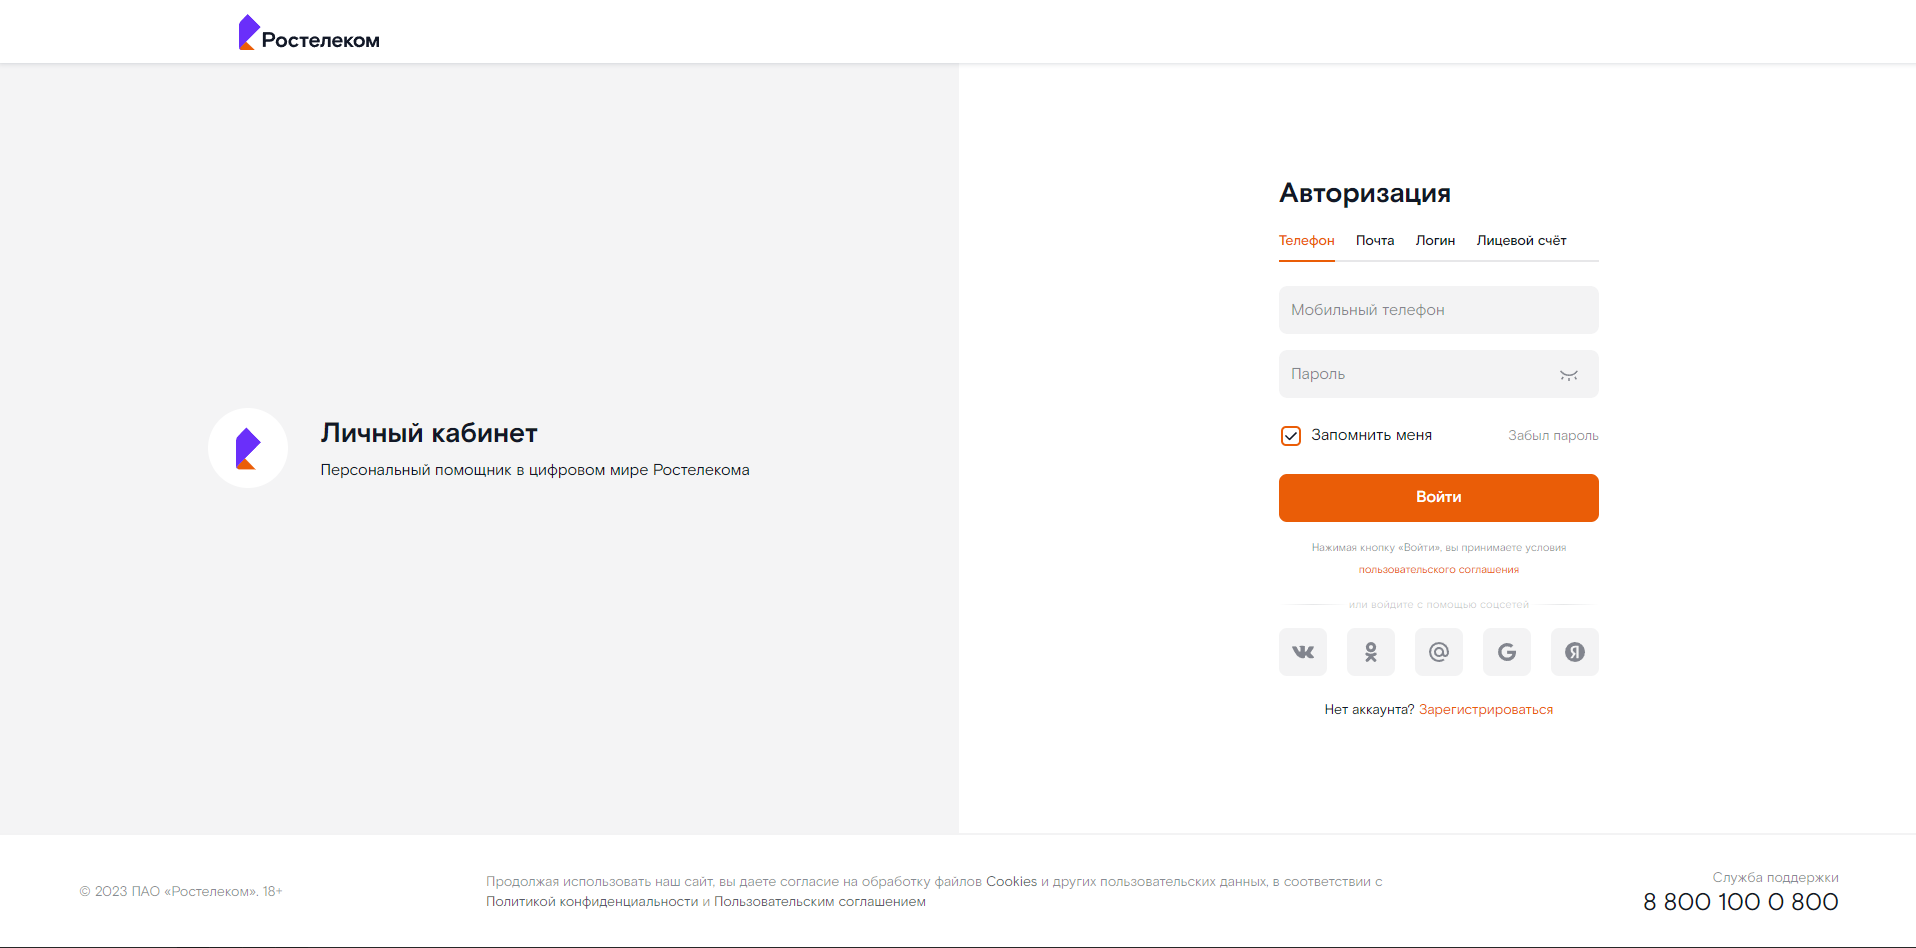 Ростелеком
Личный кабинет
Персональный помощник в цифровом мире Ростелекома
Авторизация
Телефон Почта Логин Лицевой счёт
Мобильный телефон
Пароль
Запомнить меня Забыл пароль
Войти
Нажимая кнопку «Войти», вы принимаете условия
пользовательского соглашения
или войдите с помощью соцсетей
Нет аккаунта? Зарегистрироваться
© 2023 ПАО «Ростелеком». 18+
Продолжая использовать наш сайт, вы даете согласие на обработку файлов Cookies и других пользовательских данных, в соответствии с
Политикой конфиденциальности и Пользовательским соглашением
Служба поддержки
8 800 100 0 800